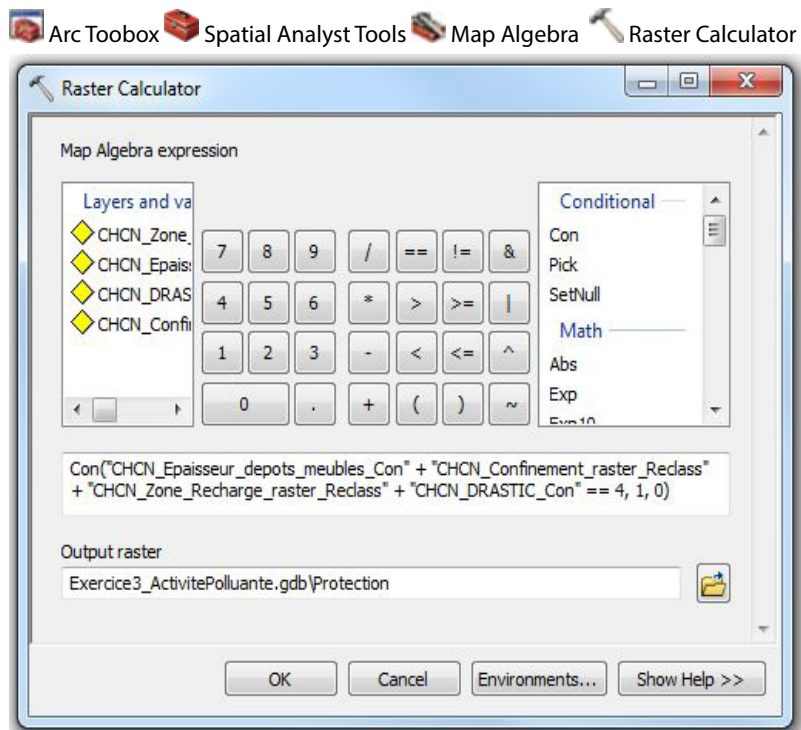 Arc Toobox Spatial Analyst Tools Map Algebra Raster Calculator
Raster Calculator
Map Algebra expression
Layers and va
CHCN_Zone_
CHCN_Epais
CHCN_DRAS
CHCN_Confi
7 8 9 / == != &
4 5 6 * > >= |
1 2 3 - < <= ^
0 . + ( ) ~
Conditional
Con
Pick
SetNull
Math
Abs
Exp
Exp10
Con("CHCN_Epaisseur_depots_meubles_Con" + "CHCN_Confinement_raster_Reclass"
+ "CHCN_Zone_Recharge_raster_Reclass" + "CHCN_DRASTIC_Con" == 4, 1, 0)
Output raster
Exercice3_ActivitePolluante.gdb\Protection
OK Cancel Environments... Show Help >>